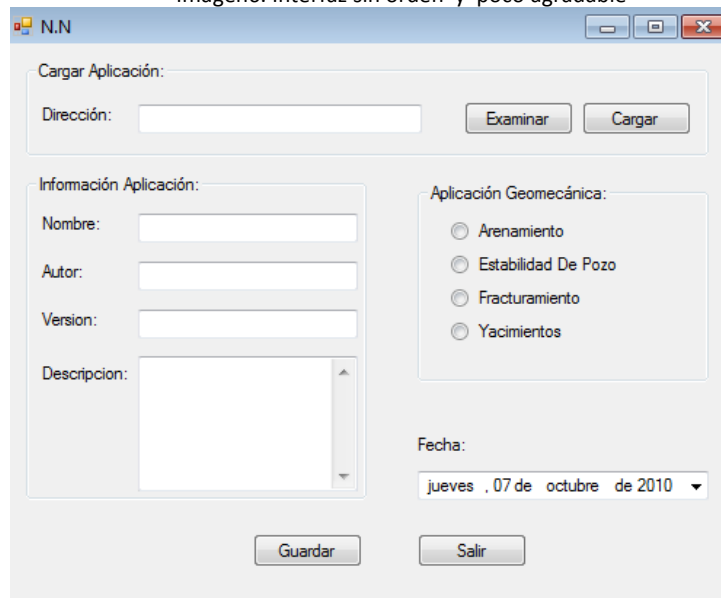 Imagen6. Interfaz sin orden y poco agradable
N.N
Cargar Aplicación:
Dirección:
Examinar
Cargar
Información Aplicación:
Nombre:
Autor:
Version:
Descripcion:
Aplicación Geomecánica:
Arenamiento
Estabilidad De Pozo
Fracturamiento
Yacimientos
Fecha:
jueves , 07 de octubre de 2010
Guardar
Salir